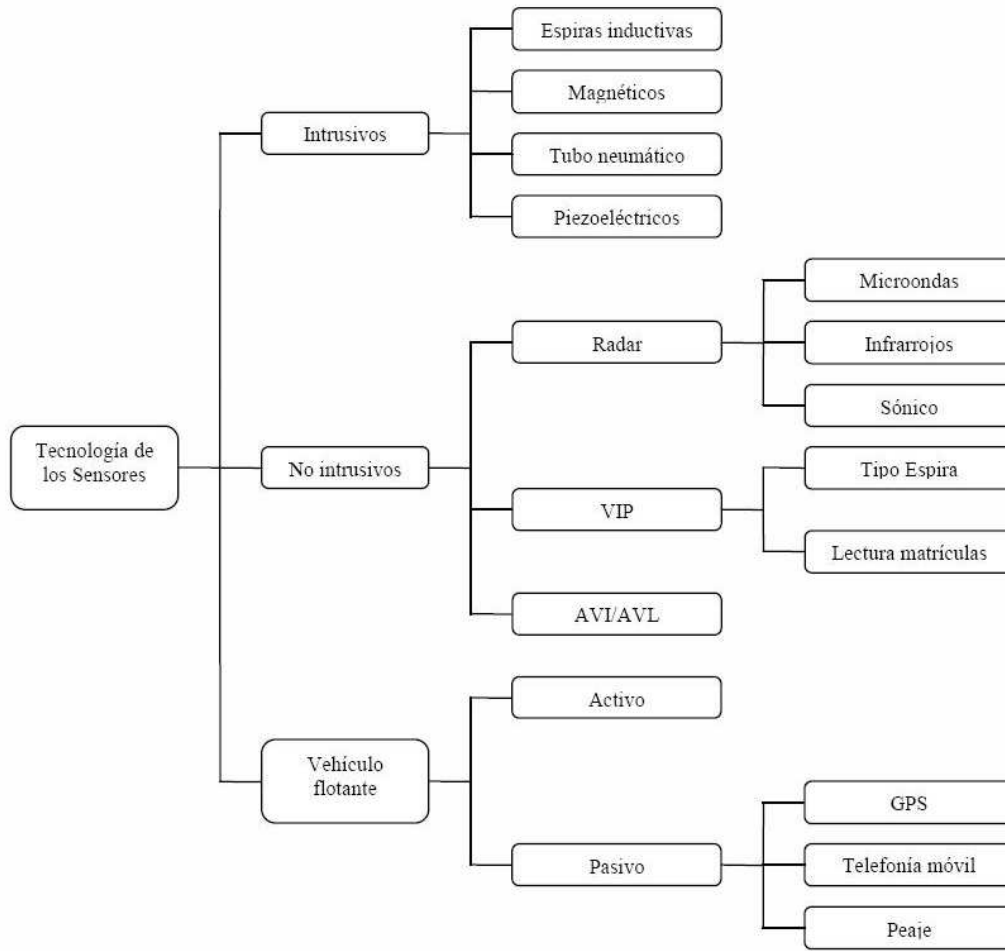 Espiras inductivas
Magnéticos
Intrusivos
Tubo neumático
Piezoeléctricos
Microondas
Radar
Infrarrojos
Sónico
Tecnología de
los Sensores
No intrusivos
Tipo Espira
VIP
Lectura matrículas
AVI/AVL
Activo
Vehículo
flotante
GPS
Pasivo
Telefonía móvil
Peaje